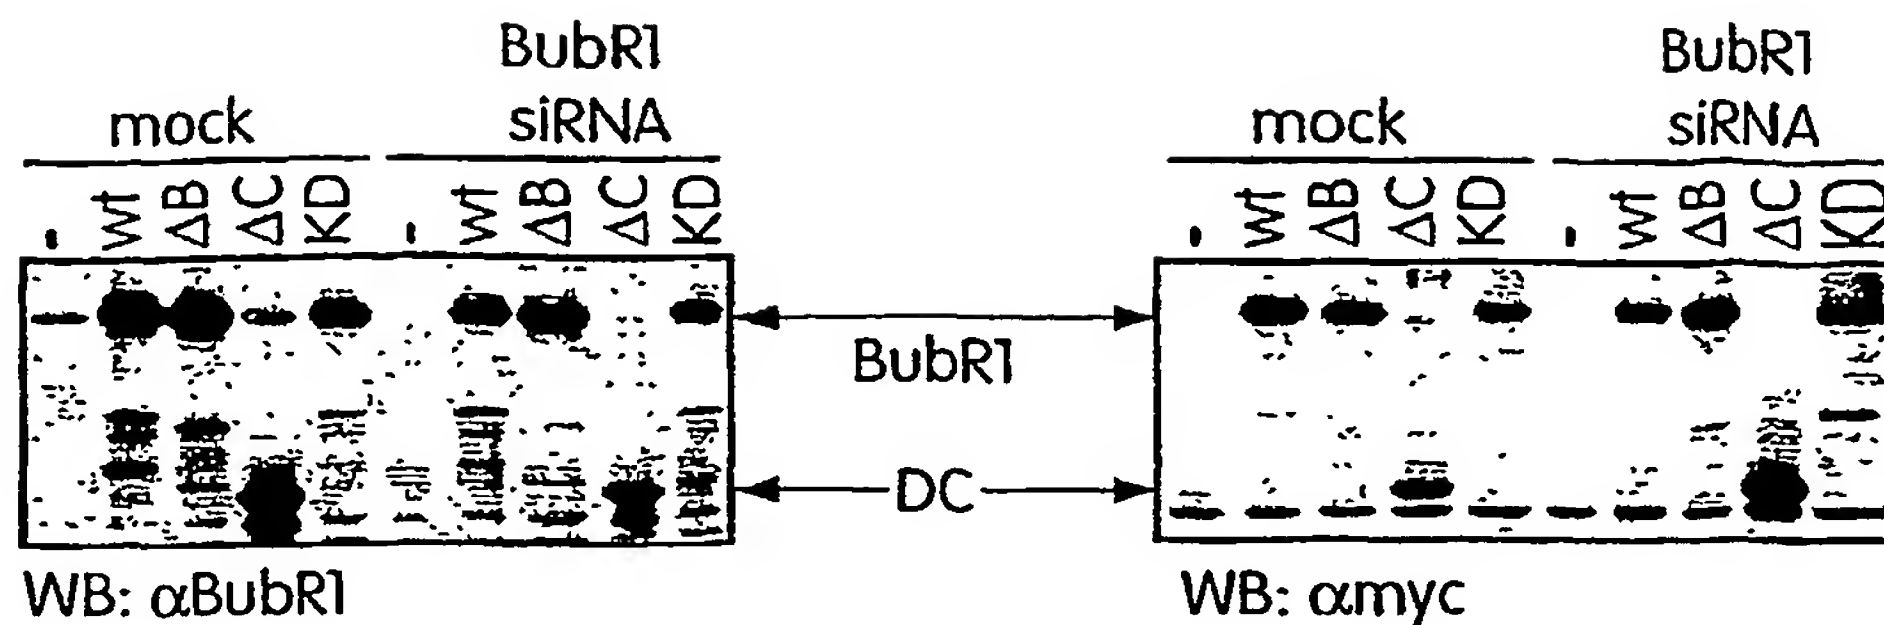 BubR1
siRNA
mock
- Wt ΔB ΔC KD - Wt ΔB ΔC KD
BubR1
siRNA
mock
- Wt ΔB ΔC KD - Wt ΔB ΔC KD
BubR1
DC
WB: αBubR1
WB: αmyc